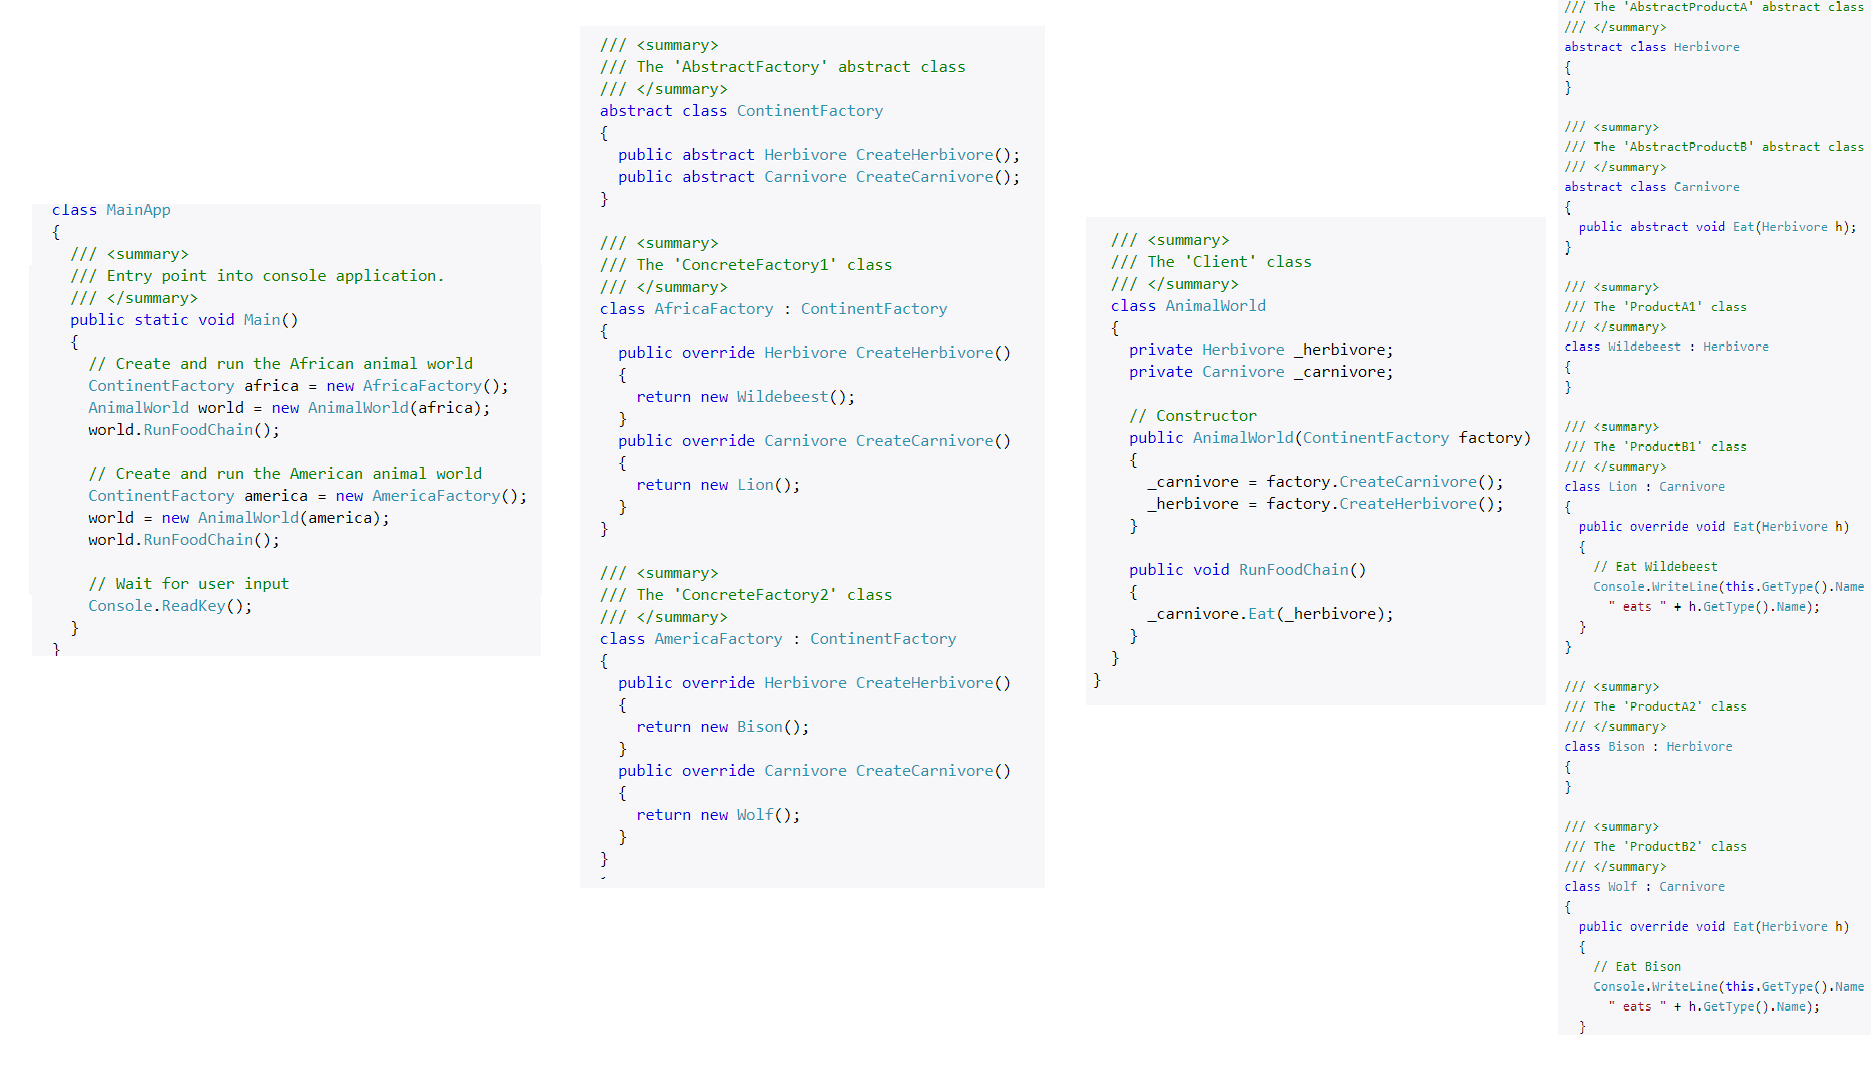 class MainApp
{
/// <summary>
/// Entry point into console application.
/// </summary>
public static void Main()
{
// Create and run the African animal world
ContinentFactory africa = new AfricaFactory();
AnimalWorld world = new AnimalWorld(africa);
world.RunFoodChain();
// Create and run the American animal world
ContinentFactory america = new AmericaFactory();
world = new AnimalWorld(america);
world.RunFoodChain();
// Wait for user input
Console.ReadKey();
}
}
/// <summary>
/// The 'AbstractFactory' abstract class
/// </summary>
abstract class ContinentFactory
{
public abstract Herbivore CreateHerbivore();
public abstract Carnivore CreateCarnivore();
}
/// <summary>
/// The 'ConcreteFactory1' class
/// </summary>
class AfricaFactory : ContinentFactory
{
public override Herbivore CreateHerbivore()
{
return new Wildebeest();
}
public override Carnivore CreateCarnivore()
{
return new Lion();
}
}
/// <summary>
/// The 'ConcreteFactory2' class
/// </summary>
class AmericaFactory : ContinentFactory
{
public override Herbivore CreateHerbivore()
{
return new Bison();
}
public override Carnivore CreateCarnivore()
{
return new Wolf();
}
}
/// <summary>
/// The 'Client' class
/// </summary>
class AnimalWorld
{
private Herbivore _herbivore;
private Carnivore _carnivore;
// Constructor
public AnimalWorld(ContinentFactory factory)
{
_carnivore = factory.CreateCarnivore();
_herbivore = factory.CreateHerbivore();
}
public void RunFoodChain()
{
_carnivore.Eat(_herbivore);
}
}
}
/// The 'AbstractProductA' abstract class
/// </summary>
abstract class Herbivore
{
}
/// <summary>
/// The 'AbstractProductB' abstract class
/// </summary>
abstract class Carnivore
{
public abstract void Eat(Herbivore h);
}
/// <summary>
/// The 'ProductA1' class
/// </summary>
class Wildebeest : Herbivore
{
}
/// <summary>
/// The 'ProductB1' class
/// </summary>
class Lion : Carnivore
{
public override void Eat(Herbivore h)
{
// Eat Wildebeest
Console.WriteLine(this.GetType().Name
" eats " + h.GetType().Name);
}
}
/// <summary>
/// The 'ProductA2' class
/// </summary>
class Bison : Herbivore
{
}
/// <summary>
/// The 'ProductB2' class
/// </summary>
class Wolf : Carnivore
{
public override void Eat(Herbivore h)
{
// Eat Bison
Console.WriteLine(this.GetType().Name
" eats " + h.GetType().Name);
}